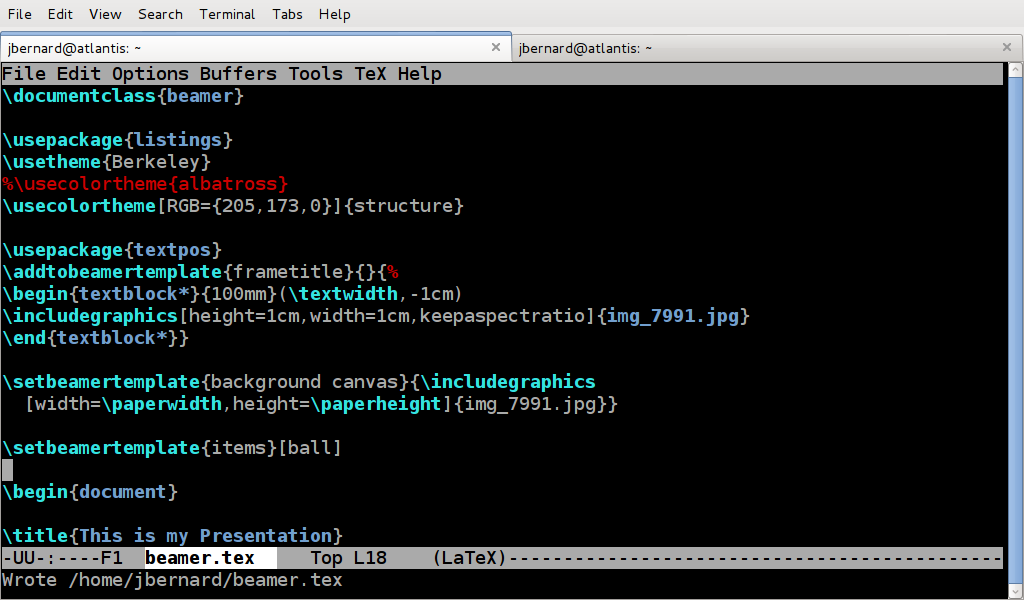 File Edit View Search Terminal Tabs Help
jbernard@atlantis: ~ × jbernard@atlantis: ~ ×
File Edit Options Buffers Tools TeX Help
\documentclass{beamer}
\usepackage{listings}
\usetheme{Berkeley}
%\usecolortheme{albatross}
\usecolortheme[RGB={205,173,0}]{structure}
\usepackage{textpos}
\addtobeamertemplate{frametitle}{}{%
\begin{textblock*}{100mm}(\textwidth,-1cm)
\includegraphics[height=1cm,width=1cm,keepaspectratio]{img_7991.jpg}
\end{textblock*}}
\setbeamertemplate{background canvas}{\includegraphics
  [width=\paperwidth,height=\paperheight]{img_7991.jpg}}
\setbeamertemplate{items}[ball]
\begin{document}
\title{This is my Presentation}
-UU-:----F1  beamer.tex     Top L18    (LaTeX)---------------------------------------------
Wrote /home/jbernard/beamer.tex